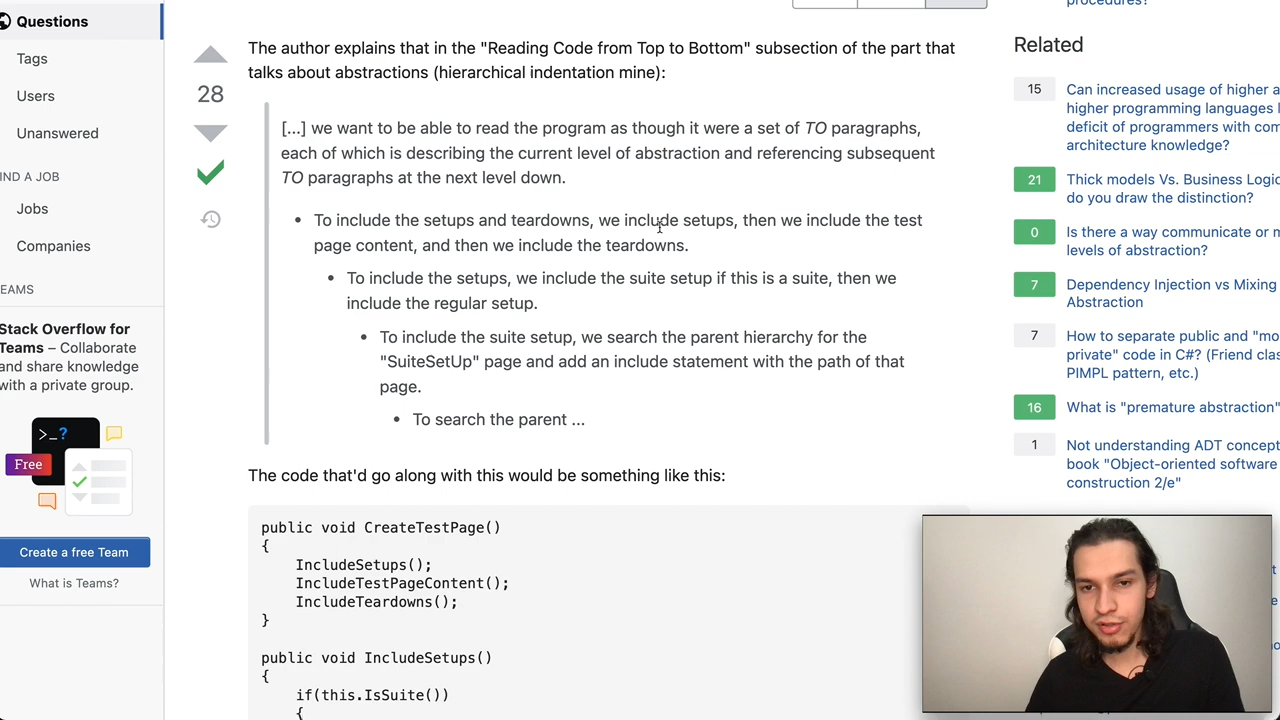 Questions
Tags
Users
Unanswered
IND A JOB
Jobs
Companies
EAMS
Stack Overflow for
Teams – Collaborate
and share knowledge
with a private group.
>_?
Free
Create a free Team
What is Teams?
28
The author explains that in the "Reading Code from Top to Bottom" subsection of the part that
talks about abstractions (hierarchical indentation mine):
[...] we want to be able to read the program as though it were a set of TO paragraphs,
each of which is describing the current level of abstraction and referencing subsequent
TO paragraphs at the next level down.
• To include the setups and teardowns, we include setups, then we include the test
page content, and then we include the teardowns.
• To include the setups, we include the suite setup if this is a suite, then we
include the regular setup.
• To include the suite setup, we search the parent hierarchy for the
"SuiteSetUp" page and add an include statement with the path of that
page.
• To search the parent ...
The code that'd go along with this would be something like this:
public void CreateTestPage()
{
IncludeSetups();
IncludeTestPageContent();
IncludeTeardowns();
}
public void IncludeSetups()
{
if(this.IsSuite())
{
procedures?
Related
15
Can increased usage of higher a
higher programming languages l
deficit of programmers with com
architecture knowledge?
21
Thick models Vs. Business Logic
do you draw the distinction?
0
Is there a way communicate or m
levels of abstraction?
7
Dependency Injection vs Mixing
Abstraction
7
How to separate public and "mo
private" code in C#? (Friend clas
PIMPL pattern, etc.)
16
What is "premature abstraction"
1
Not understanding ADT concept
book "Object-oriented software
construction 2/e"